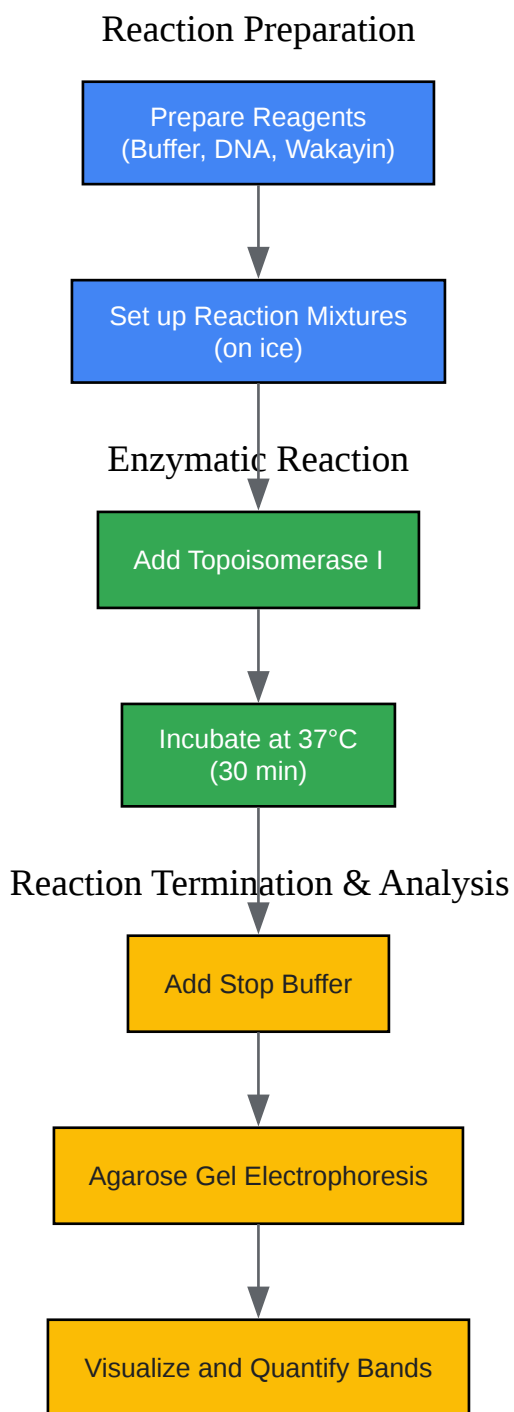 Reaction Preparation
Prepare Reagents
(Buffer, DNA, Wakayin)
Set up Reaction Mixtures
(on ice)
Enzymatic Reaction
Add Topoisomerase I
Incubate at 37°C
(30 min)
Reaction Termination & Analysis
Add Stop Buffer
Agarose Gel Electrophoresis
Visualize and Quantify Bands